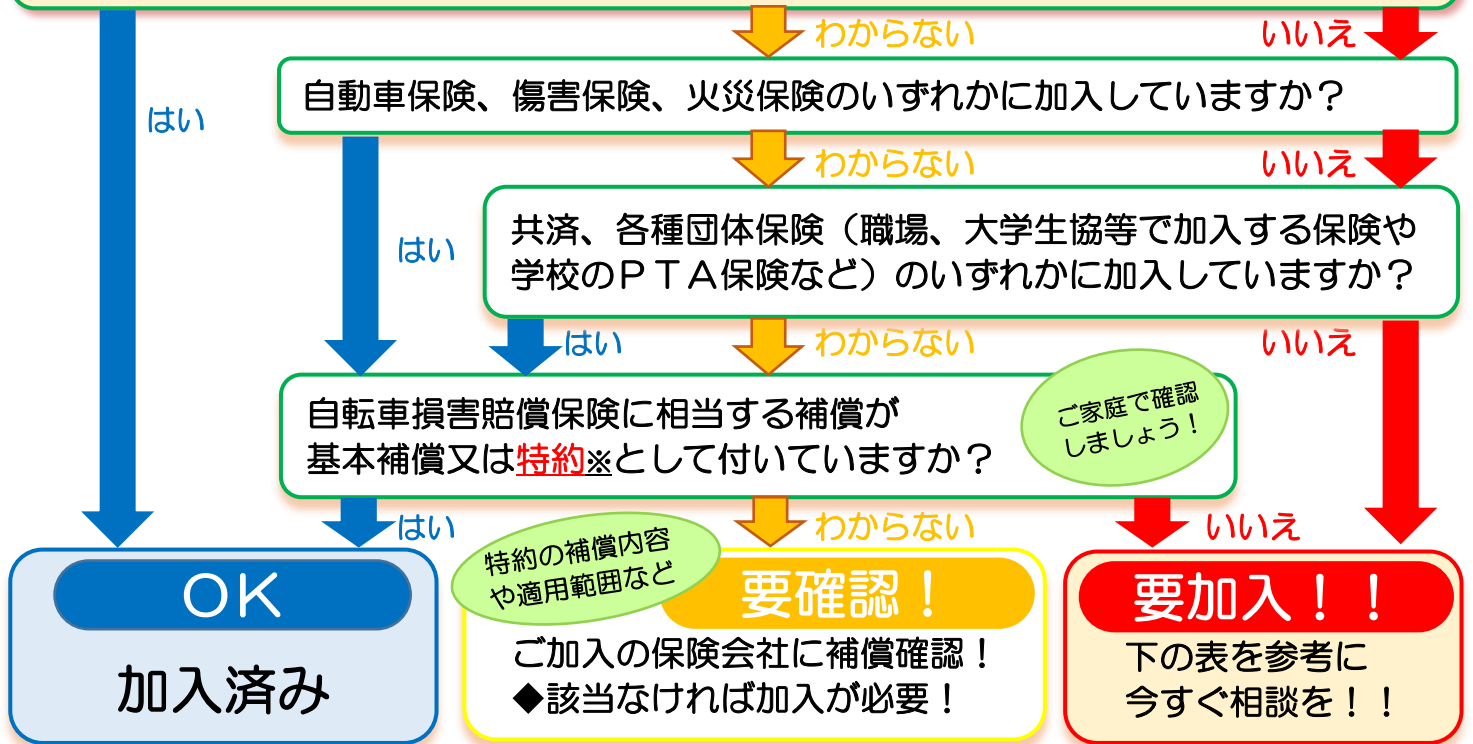 わからない
いいえ
はい
自動車保険、傷害保険、火災保険のいずれかに加入していますか？
わからない
いいえ
はい
共済、各種団体保険（職場、大学生協等で加入する保険や
学校のＰＴＡ保険など）のいずれかに加入していますか？
はい
わからない
いいえ
自転車損害賠償保険に相当する補償が
基本補償又は特約※として付いていますか？
ご家庭で確認
しましょう！
はい
わからない
いいえ
特約の補償内容
や適用範囲など
ＯＫ
加入済み
要確認！
ご加入の保険会社に補償確認！
◆該当なければ加入が必要！
要加入！！
下の表を参考に
今すぐ相談を！！